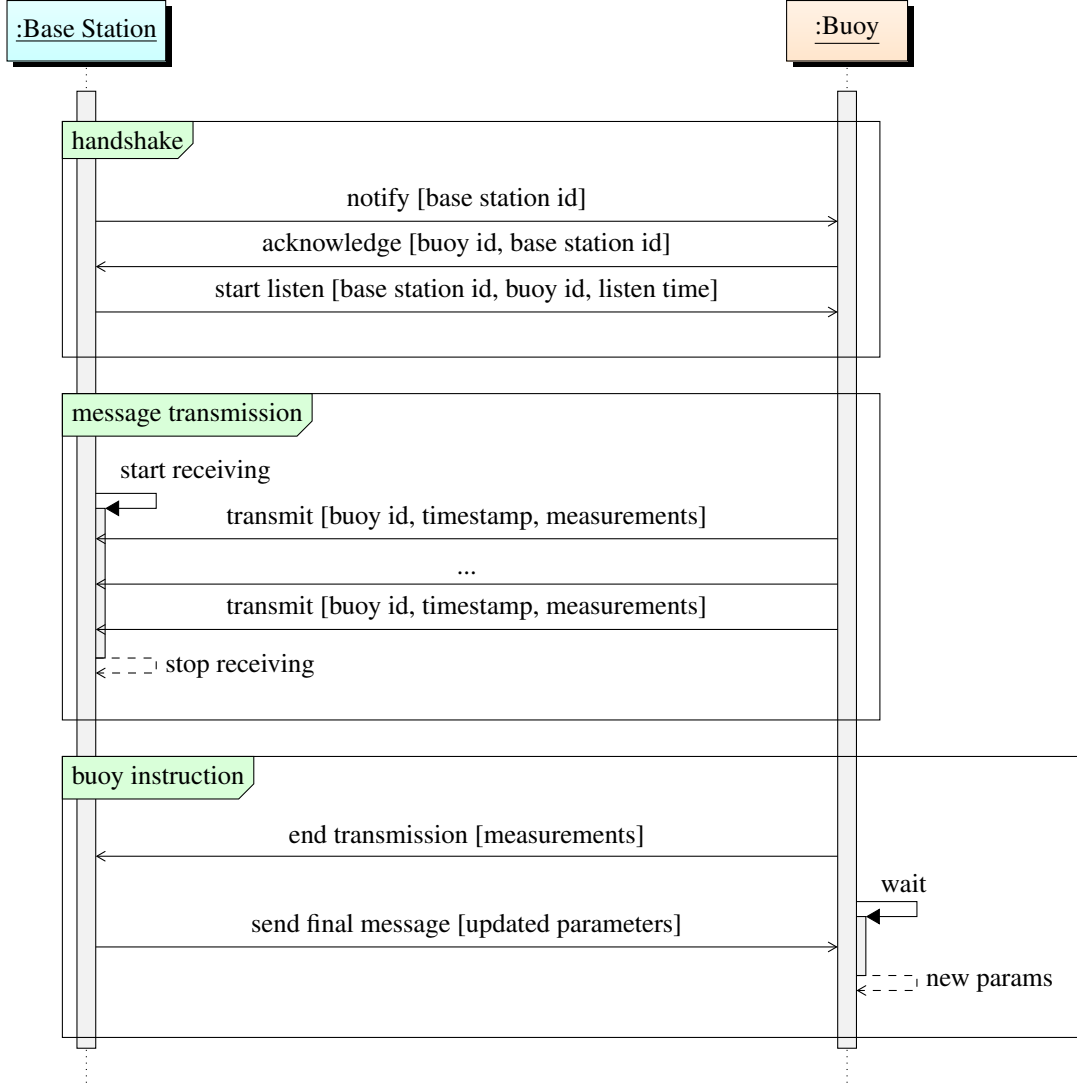 :Base Station
:Buoy
handshake
notify [base station id]
acknowledge [buoy id, base station id]
start listen [base station id, buoy id, listen time]
message transmission
start receiving
transmit [buoy id, timestamp, measurements]
...
transmit [buoy id, timestamp, measurements]
stop receiving
buoy instruction
end transmission [measurements]
wait
send final message [updated parameters]
new params